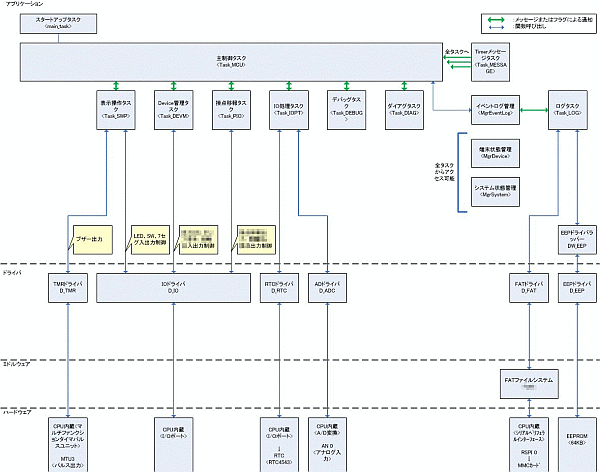 アプリケーション
スタートアップタスク
<main_task>
:メッセージまたはフラグによる通知
:関数呼び出し
主制御タスク
<Task_MCU>
全タスクへ
Timerメッセー
ジタスク
<Task_MESSA
GE>
表示操作タス
ク
<Task_SWP>
Device管理タ
スク
<Task_DEVM>
接点移報タス
ク
<Task_PIO>
IO処理タスク
<Task_IOPT>
デバッグタス
ク
<Task_DEBUG
>
ダイアグタスク
<Task_DIAG>
イベントログ管理
<MgrEventLog>
ログタスク
<Task_LOG>
全タスク
からアク
セス可能
端末状態管理
<MgrDevice>
システム状態管理
<MgrSystem>
ブザー出力
LED, SW, 7セ
グ入出力制御
入出力制御
出力制御
EEPドライバラ
ッパー
DW_EEP
ドライバ
TMRドライバ
D_TMR
IOドライバ
D_IO
RTCドライバ
D_RTC
ADドライバ
D_ADC
FATドライバ
D_FAT
EEPドライバ
D_EEP
ミドルウェア
FATファイルシステム
ハードウェア
CPU内蔵(マル
チファンクショ
ンタイマパルス
ユニット)
MTU3
(パルス出力)
CPU内蔵
(I/Oポート)
CPU内蔵
(I/Oポート)
↓
RTC
(RTC4543)
CPU内蔵
(A/D変換)
AN0
(アナログ入
力)
CPU内蔵
(シリアルペリフェラ
ルインターフェース)
RSPI0
↓
MMCカード
EEPROM
(64KB)